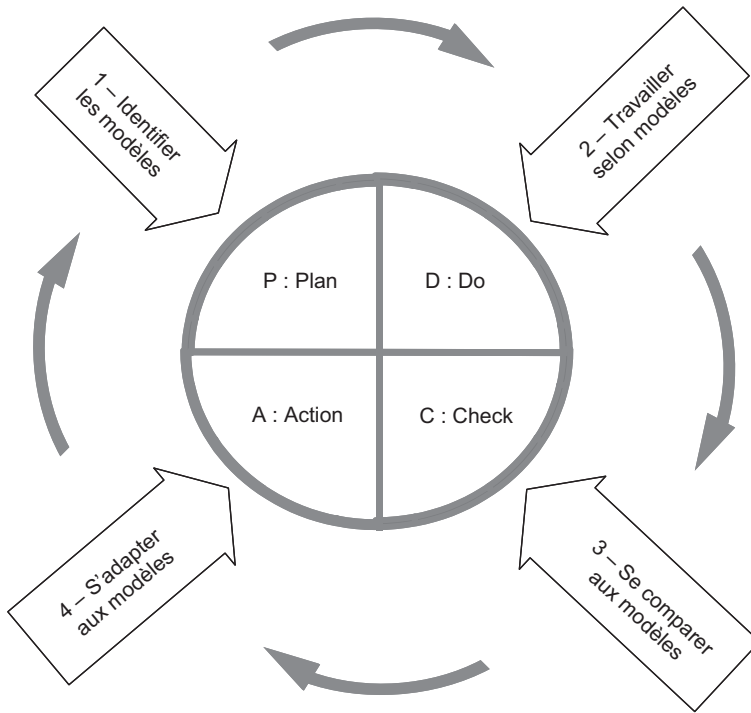 1 – Identifier
les modèles
2 – Travailler
selon modèles
P : Plan
D : Do
A : Action
C : Check
4 – S’adapter
aux modèles
3 – Se comparer
aux modèles